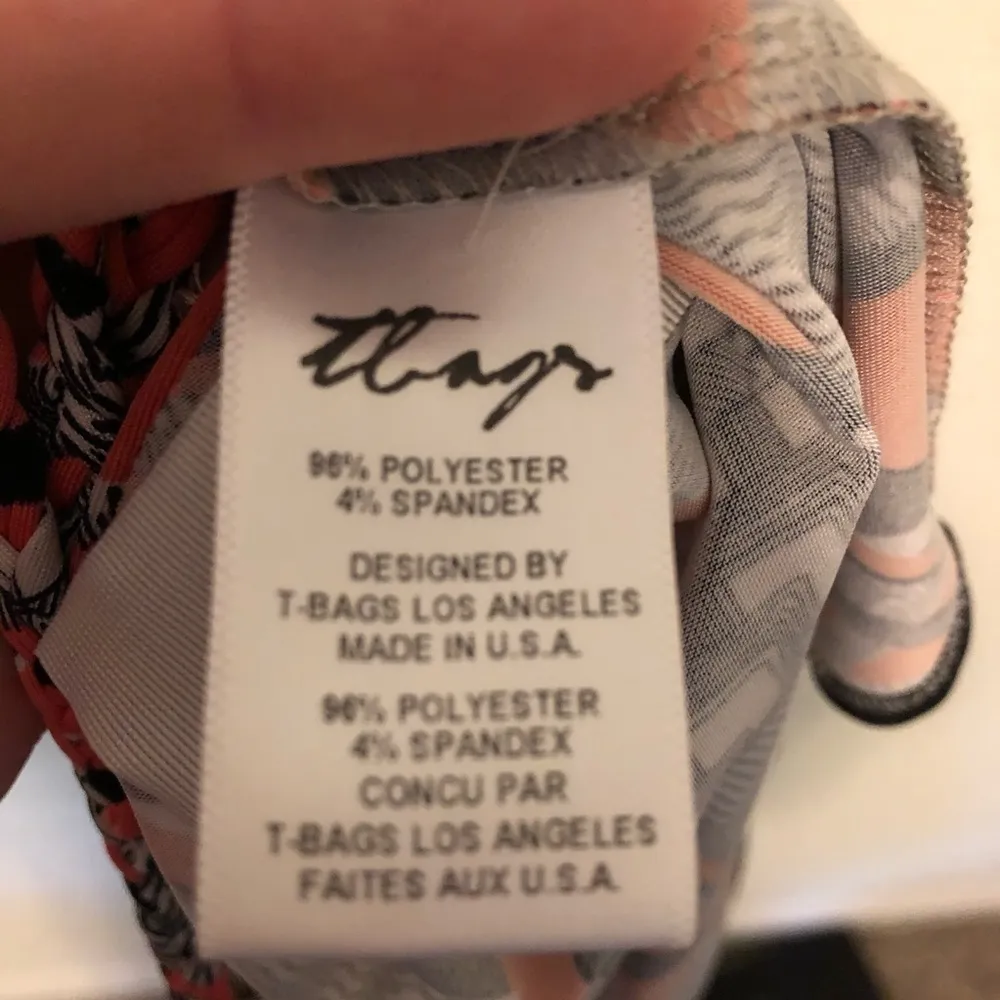 tbags
96% POLYESTER
4% SPANDEX
DESIGNED BY
T-BAGS LOS ANGELES
MADE IN U.S.A.
96% POLYESTER
4% SPANDEX
CONCU PAR
T-BAGS LOS ANGELES
FAITES AUX U.S.A.